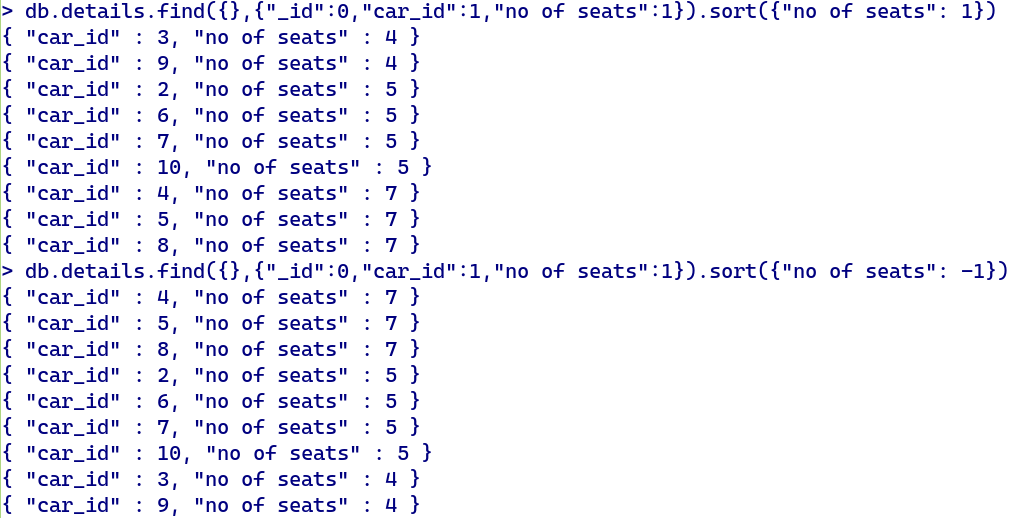 > db.details.find({},{"_id":0,"car_id":1,"no of seats":1}).sort({"no of seats": 1})
{ "car_id" : 3, "no of seats" : 4 }
{ "car_id" : 9, "no of seats" : 4 }
{ "car_id" : 2, "no of seats" : 5 }
{ "car_id" : 6, "no of seats" : 5 }
{ "car_id" : 7, "no of seats" : 5 }
{ "car_id" : 10, "no of seats" : 5 }
{ "car_id" : 4, "no of seats" : 7 }
{ "car_id" : 5, "no of seats" : 7 }
{ "car_id" : 8, "no of seats" : 7 }
> db.details.find({},{"_id":0,"car_id":1,"no of seats":1}).sort({"no of seats": -1})
{ "car_id" : 4, "no of seats" : 7 }
{ "car_id" : 5, "no of seats" : 7 }
{ "car_id" : 8, "no of seats" : 7 }
{ "car_id" : 2, "no of seats" : 5 }
{ "car_id" : 6, "no of seats" : 5 }
{ "car_id" : 7, "no of seats" : 5 }
{ "car_id" : 10, "no of seats" : 5 }
{ "car_id" : 3, "no of seats" : 4 }
{ "car_id" : 9, "no of seats" : 4 }